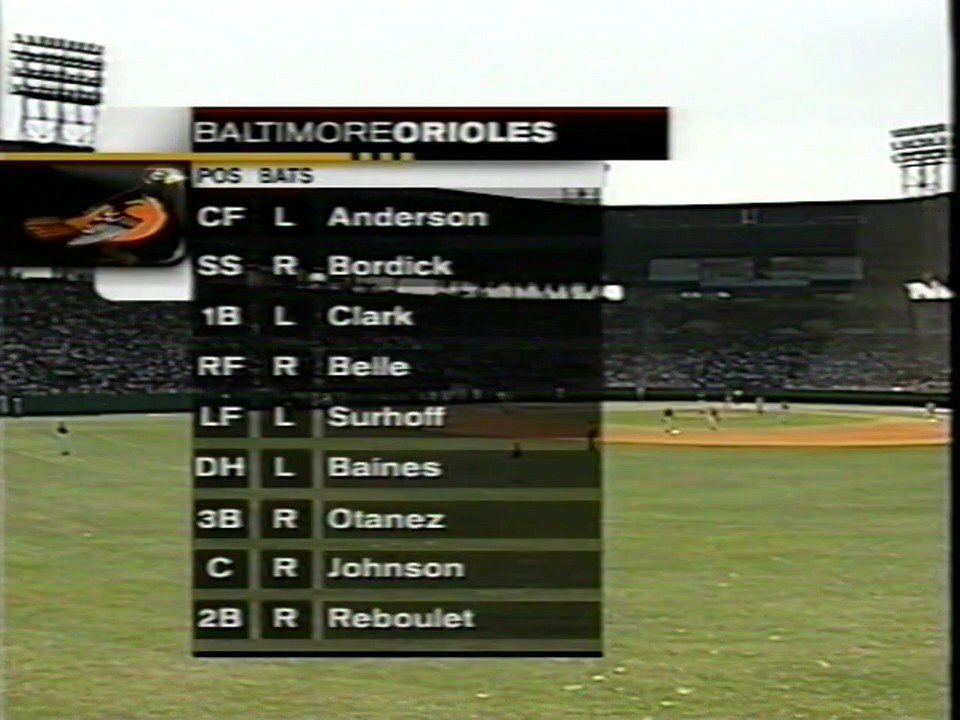 BALTIMOREORIOLES
POS BATS
CF L Anderson
SS R Bordick
1B L Clark
RF R Belle
LF L Surhoff
DH L Baines
3B R Otanez
C R Johnson
2B R Reboulet